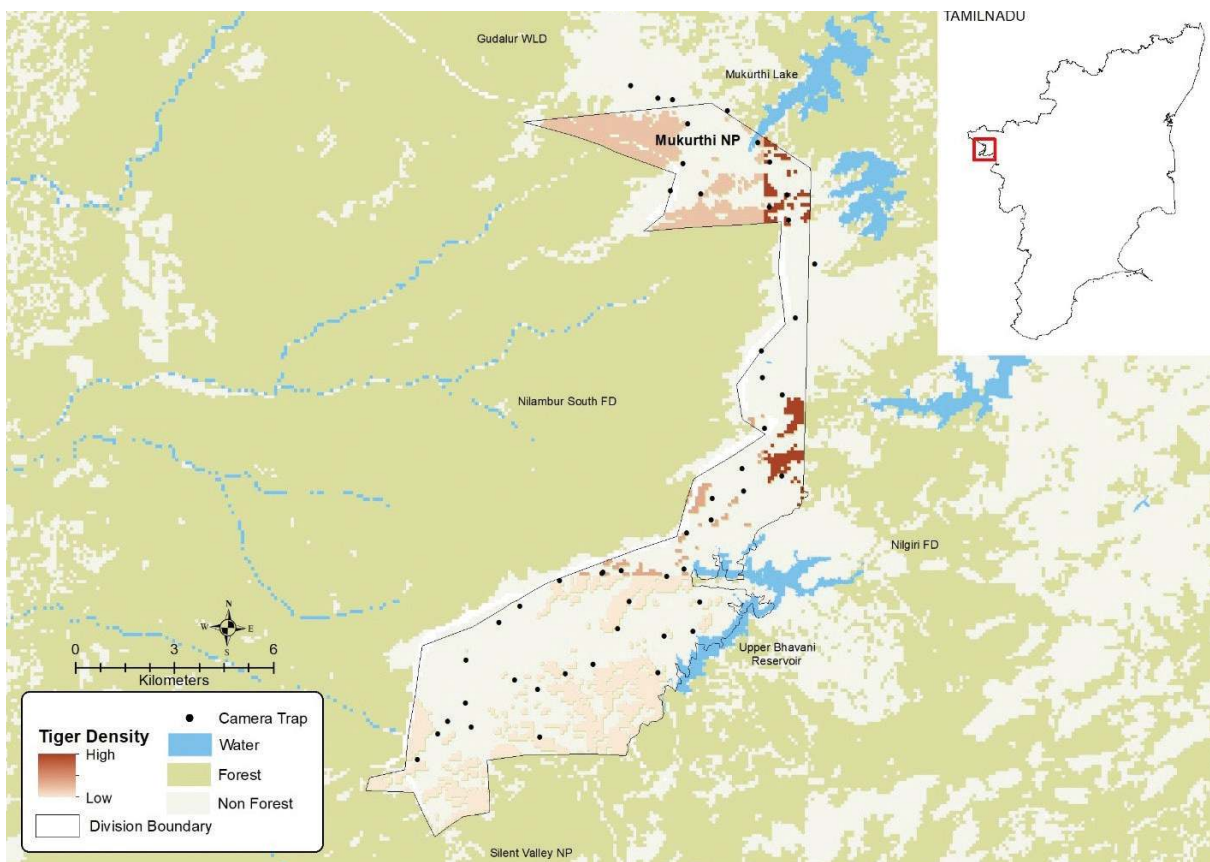 TAMILNADU
Gudalur WLD
Mukurthi Lake
Mukurthi NP
Nilambur South FD
Nilgiri FD
N
W E
S
0 3 6
Kilometers
Upper Bhavani
Reservoir
Tiger Density
High
Low
Division Boundary
Camera Trap
Water
Forest
Non Forest
Silent Valley NP